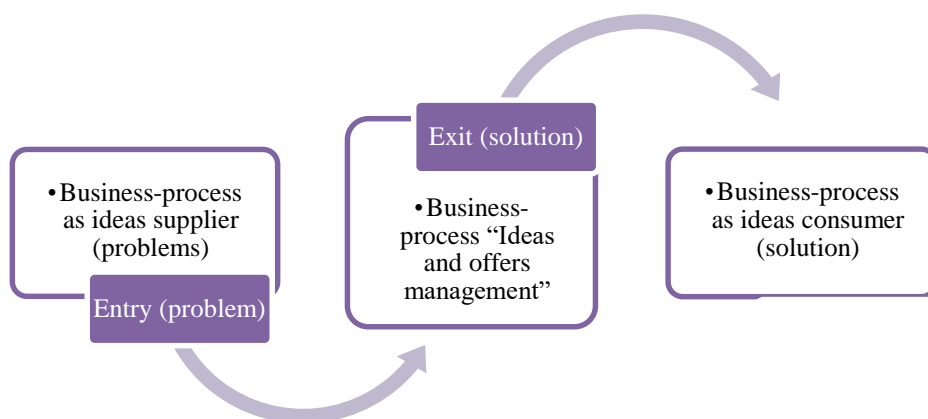 •Business-process
as ideas supplier
(problems)
Entry (problem)
Exit (solution)
•Business-
process “Ideas
and offers
management”
•Business-process
as ideas consumer
(solution)